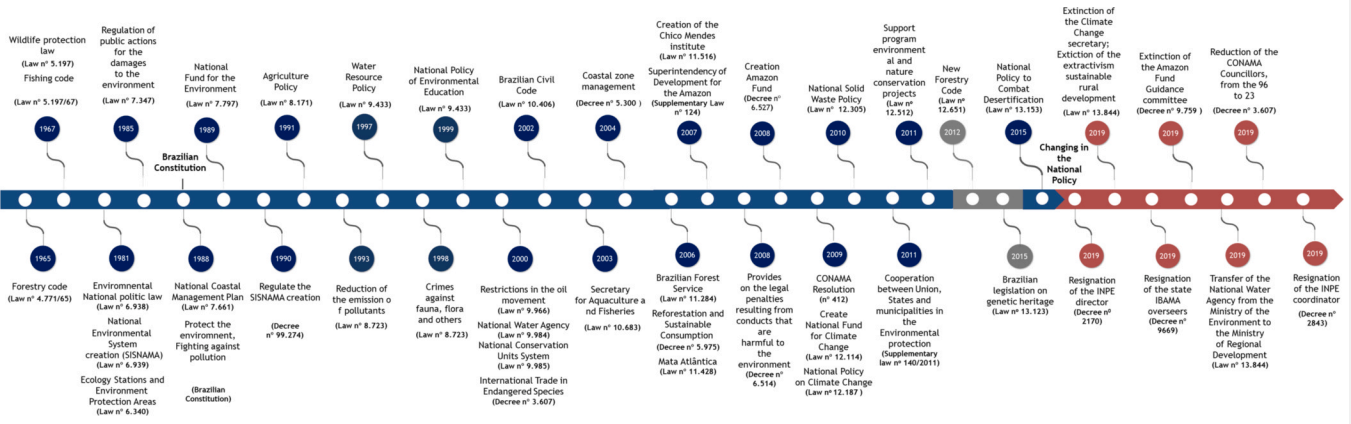 Wildlife protection
law
(Law n° 5.197)
Fishing code
(Law n° 5.197/67)
1967
Regulation of
public actions
for the
damages
to the
environment
(Law n° 7.347)
1985
Brazilian
Constitution
National
Fund for the
Environment
(Law n° 7.797)
1989
Agriculture
Policy
(Law n° 8.171)
1991
Water
Resource
Policy
(Law n° 9.433)
1997
National Policy
of Environmental
Education
(Law n° 9.433)
1999
Brazilian Civil
Code
(Law n° 10.406)
2002
Coastal zone
management
(Decree n° 5.300 )
2004
Creation of the
Chico Mendes
institute
(Law n° 11.516)
Superintendency of
Development for
the Amazon
(Supplementary Law
n° 124)
2007
Creation
Amazon
Fund
(Decree n°
6.527)
2008
National Solid
Waste Policy
(Law n° 12.305)
2010
Support
program
environment
al and
nature
conservation
projects
(Law nº
12.512)
2011
New
Forestry
Code
(Law nº
12.651)
2012
National
Policy to
Combat
Desertification
(Law n° 13.153)
2015
Changing in
the
National
Policy
Extinction of
the Climate
Change
secretary;
Extiction of the
extractivism
sustainable
rural
development
(Law n° 13.844)
2019
Extinction of
the Amazon
Fund
Guidance
committee
(Decree n° 9.759 )
2019
Reduction of the
CONAMA
Councillors,
from the 96
to 23
(Decree n° 3.607)
2019
1965
Forestry code
(Law n° 4.771/65)
1981
Environmental
National politic law
(Law n° 6.938)
National
Environmental
System
creation (SISNAMA)
(Law n° 6.939)
Ecology Stations and
Environment
Protection Areas
(Law n° 6.340)
1988
National Coastal
Management Plan
(Law n° 7.661)
Protect the
environment,
Fighting against
pollution
(Brazilian
Constitution)
1990
Regulate the
SISNAMA creation
(Decree
n° 99.274)
1993
Reduction of
the emission o
f pollutants
(Law n° 8.723)
1998
Crimes
against
fauna, flora
and others
(Law n° 8.723)
2000
Restrictions in the oil
movement
(Law n° 9.966)
National Water Agency
(Law n° 9.984)
National Conservation
Units System
(Law n° 9.985)
International Trade in
Endangered Species
(Decree n° 3.607)
2003
Secretary
for Aquaculture a
nd Fisheries
(Law n° 10.683)
2006
Brazilian Forest
Service
(Law n° 11.284)
Reforestation and
Sustainable
Consumption
(Decree n° 5.975)
Mata Atlântica
(Law n° 11.428)
2008
Provides
on the legal
penalties
resulting from
conducts that
are
harmful to
the
environment
(Decree n°
6.514)
2009
CONAMA
Resolution
(n° 412)
Create
National Fund
for Climate
Change
(Law n° 12.114)
National Policy
on Climate Change
(Law nº 12.187 )
2011
Cooperation
between Union,
States and
municipalities in
the
Environmental
protection
(Supplementary
law nº 140/2011)
2015
Brazilian
legislation on
genetic heritage
(Law nº 13.123)
2019
Resignation
of the INPE
director
(Decree nº
2170)
2019
Resignation
of the state
IBAMA
overseers
(Decree n°
9669)
2019
Transfer of the
National Water
Agency from the
Ministry of the
Environment to
the Ministry
of Regional
Development
(Law n° 13.844)
2019
Resignation
of the INPE
coordinator
(Decree n°
2843)